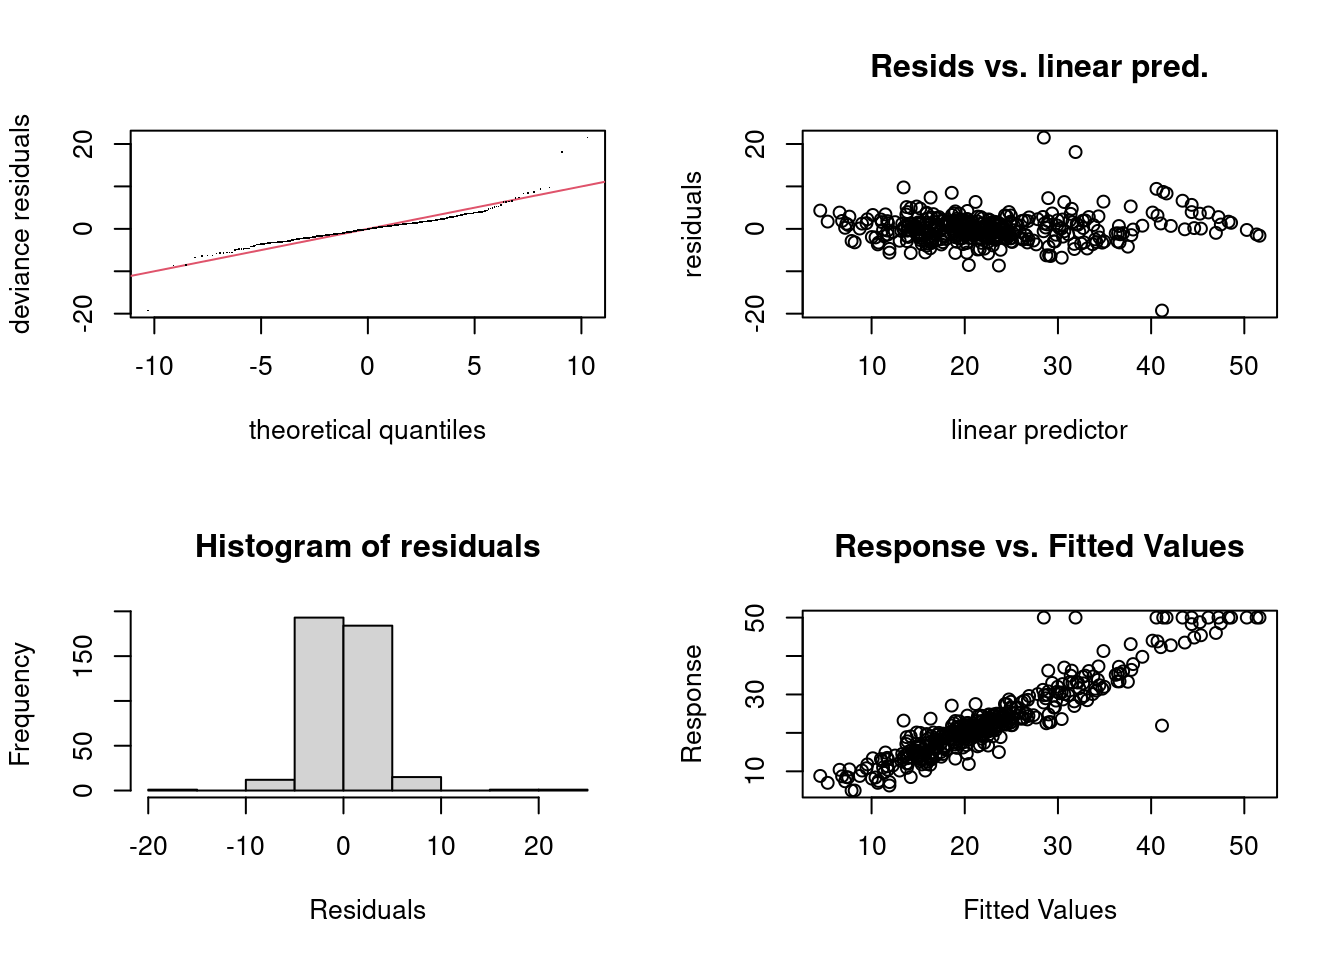 deviance residuals
20
0
-20
-10 -5 0 5 10
theoretical quantiles
Resids vs. linear pred.
residuals
20
0
-20
10 20 30 40 50
linear predictor
Histogram of residuals
Frequency
150
50
0
-20 -10 0 10 20
Residuals
Response vs. Fitted Values
Response
50
30
10
10 20 30 40 50
Fitted Values